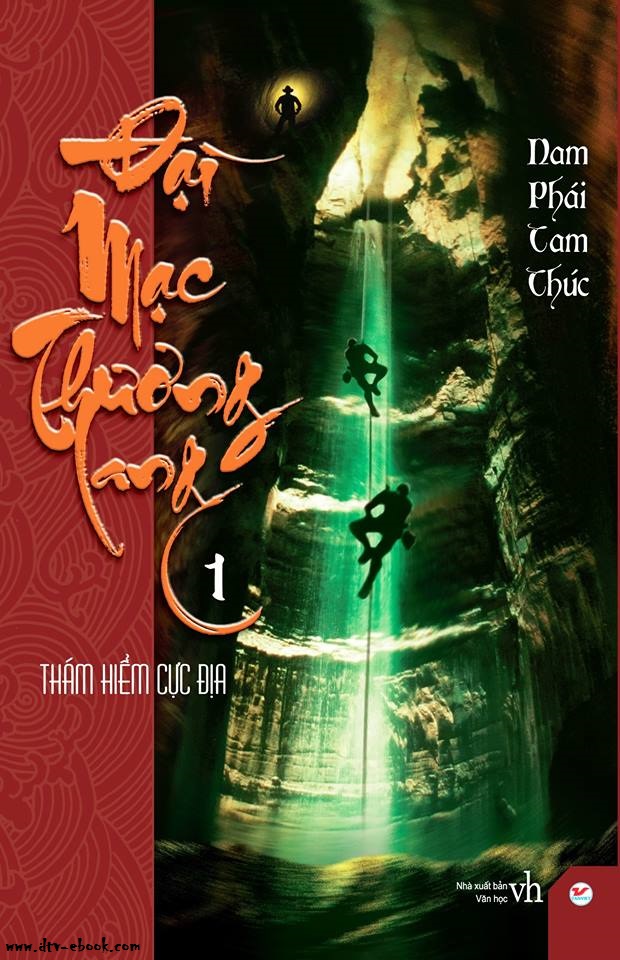 Đại
Mạc
Thương
Lang
1
THÁM HIỂM CỰC ĐỊA
Nam
Phái
Tam
Thúc
Nhà xuất bản
Văn học
vh
www.dtv-ebook.com